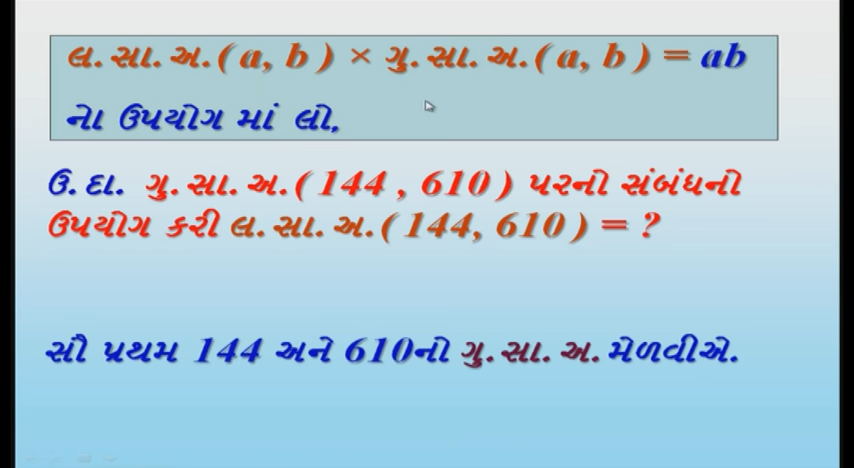 લ. સા. અ. ( a, b ) × ગુ. સા. અ. ( a, b ) = ab
નો ઉપયોગ માં લો.
ઉ. દા. ગુ. સા. અ. ( 144 , 610 ) પરનો સંબંધનો
ઉપયોગ કરી લ. સા. અ. ( 144, 610 ) = ?
સૌ પ્રથમ 144 અને 610નો ગુ. સા. અ. મેળવીએ.